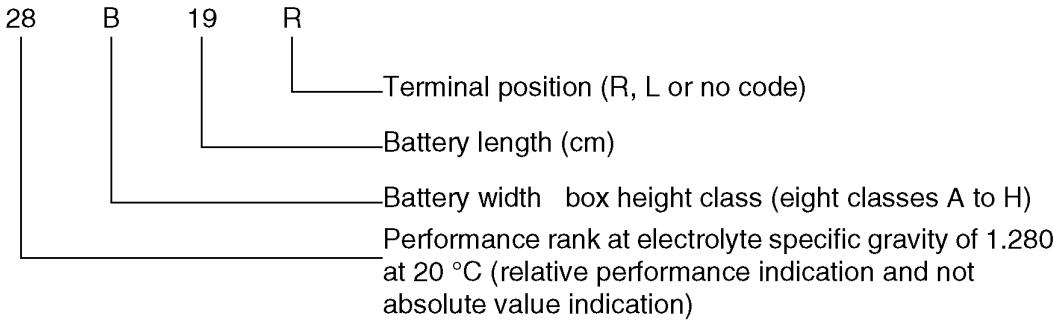 28 B 19 R
Terminal position (R, L or no code)
Battery length (cm)
Battery width box height class (eight classes A to H)
Performance rank at electrolyte specific gravity of 1.280
at 20 °C (relative performance indication and not
absolute value indication)